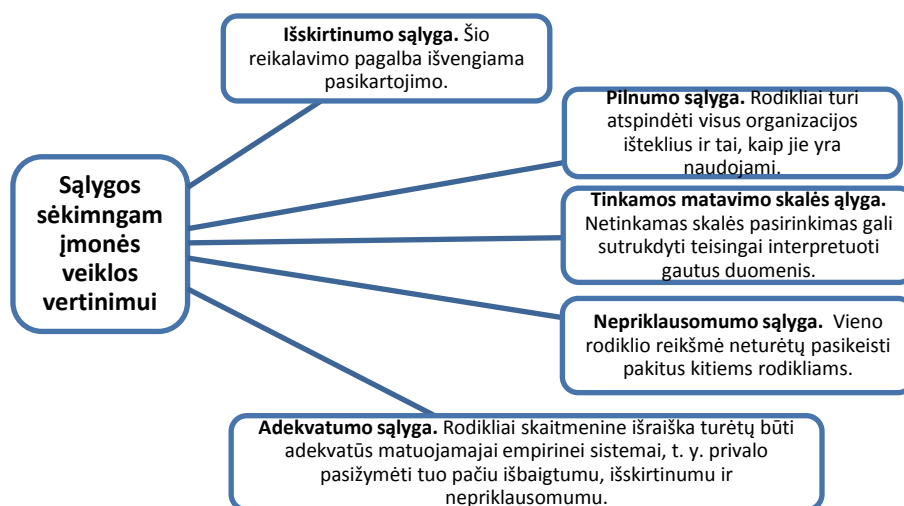 Išskirtinumo sąlyga. Šio
reikalavimo pagalba išvengiama
pasikartojimo.
Pilnumo sąlyga. Rodikliai turi
atspindėti visus organizacijos
išteklius ir tai, kaip jie yra
naudojami.
Sąlygos
sėkimngam
įmonės
veiklos
vertinimui
Tinkamos matavimo skalės ąlyga.
Netinkamas skalės pasirinkimas gali
sutrukdyti teisingai interpretuoti
gautus duomenis.
Nepriklausomumo sąlyga. Vieno
rodiklio reikšmė neturėtų pasikeisti
pakitus kitiems rodikliams.
Adekvatumo sąlyga. Rodikliai skaitmenine išraiška turėtų būti
adekvatūs matuojamajai empirinei sistemai, t. y. privalo
pasižymėti tuo pačiu išbaigtumu, išskirtinumu ir
nepriklausomumu.